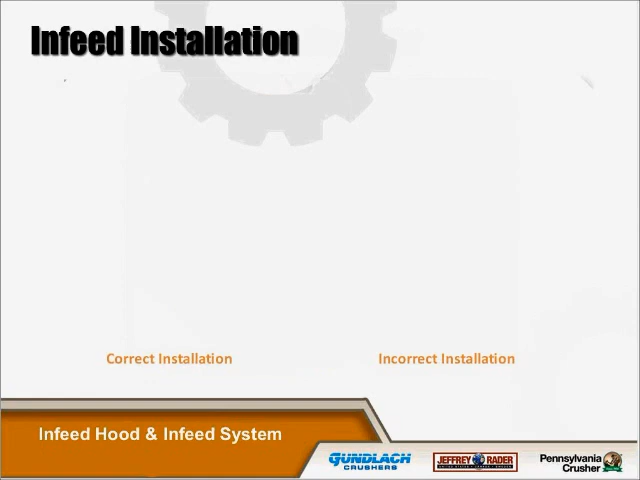 Infeed Installation
Correct Installation
Incorrect Installation
Infeed Hood & Infeed System
GUNDLACH
CRUSHERS
JEFFREY RADER
Pennsylvania
Crusher